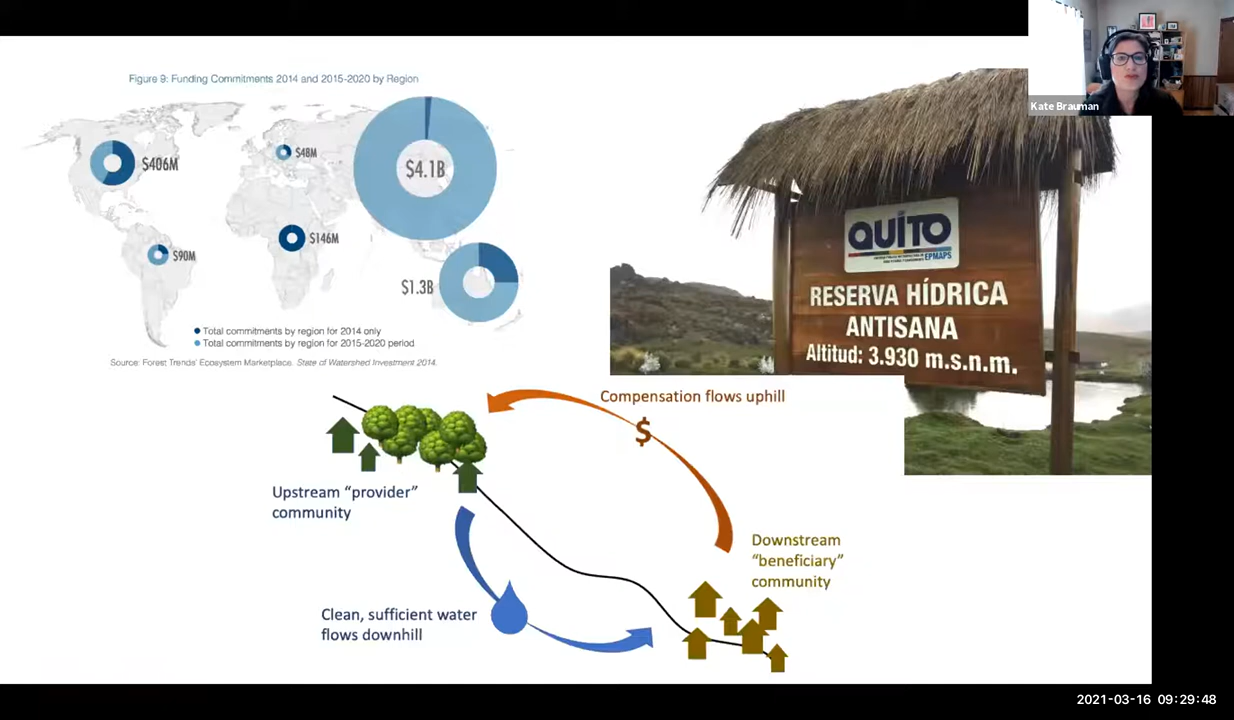 Figure 9: Funding Commitments 2014 and 2015-2020 by Region
$406M
$48M
$4.1B
$146M
$90M
$1.3B
Total commitments by region for 2014 only
Total commitments by region for 2015-2020 period
Source: Forest Trends' Ecosystem Marketplace. State of Watershed Investment 2014.
Kate Brauman
QUITO
EPMAPS
RESERVA HÍDRICA
ANTISANA
Altitud: 3.930 m.s.n.m.
Compensation flows uphill
$
Upstream “provider”
community
Downstream
“beneficiary”
community
Clean, sufficient water
flows downhill
2021-03-16 09:29:48